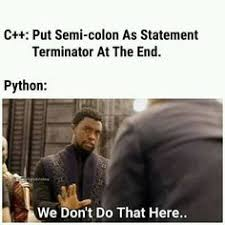 C++: Put Semi-colon As Statement
Terminator At The End.
Python:
We Don't Do That Here..